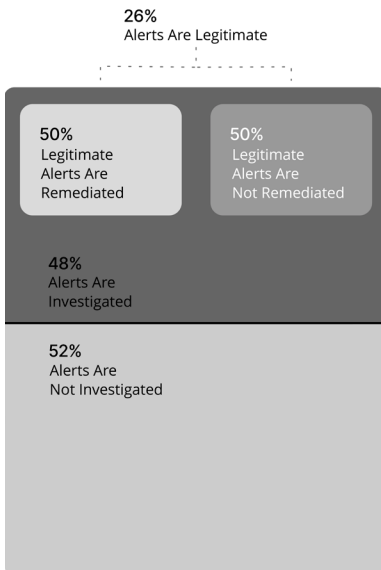 26%
Alerts Are Legitimate
50%
Legitimate
Alerts Are
Remediated
50%
Legitimate
Alerts Are
Not Remediated
48%
Alerts Are
Investigated
52%
Alerts Are
Not Investigated